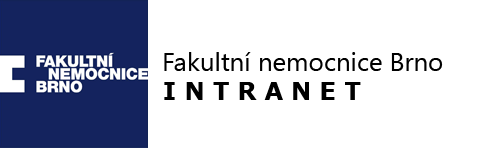 FAKULTNÍ
NEMOCNICE
BRNO
Fakultní nemocnice Brno
INTRANET